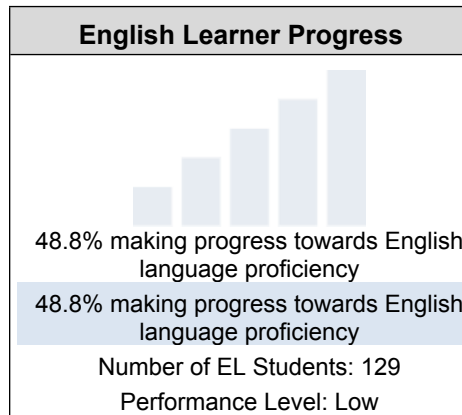 English Learner Progress
48.8% making progress towards English
language proficiency
48.8% making progress towards English
language proficiency
Number of EL Students: 129
Performance Level: Low